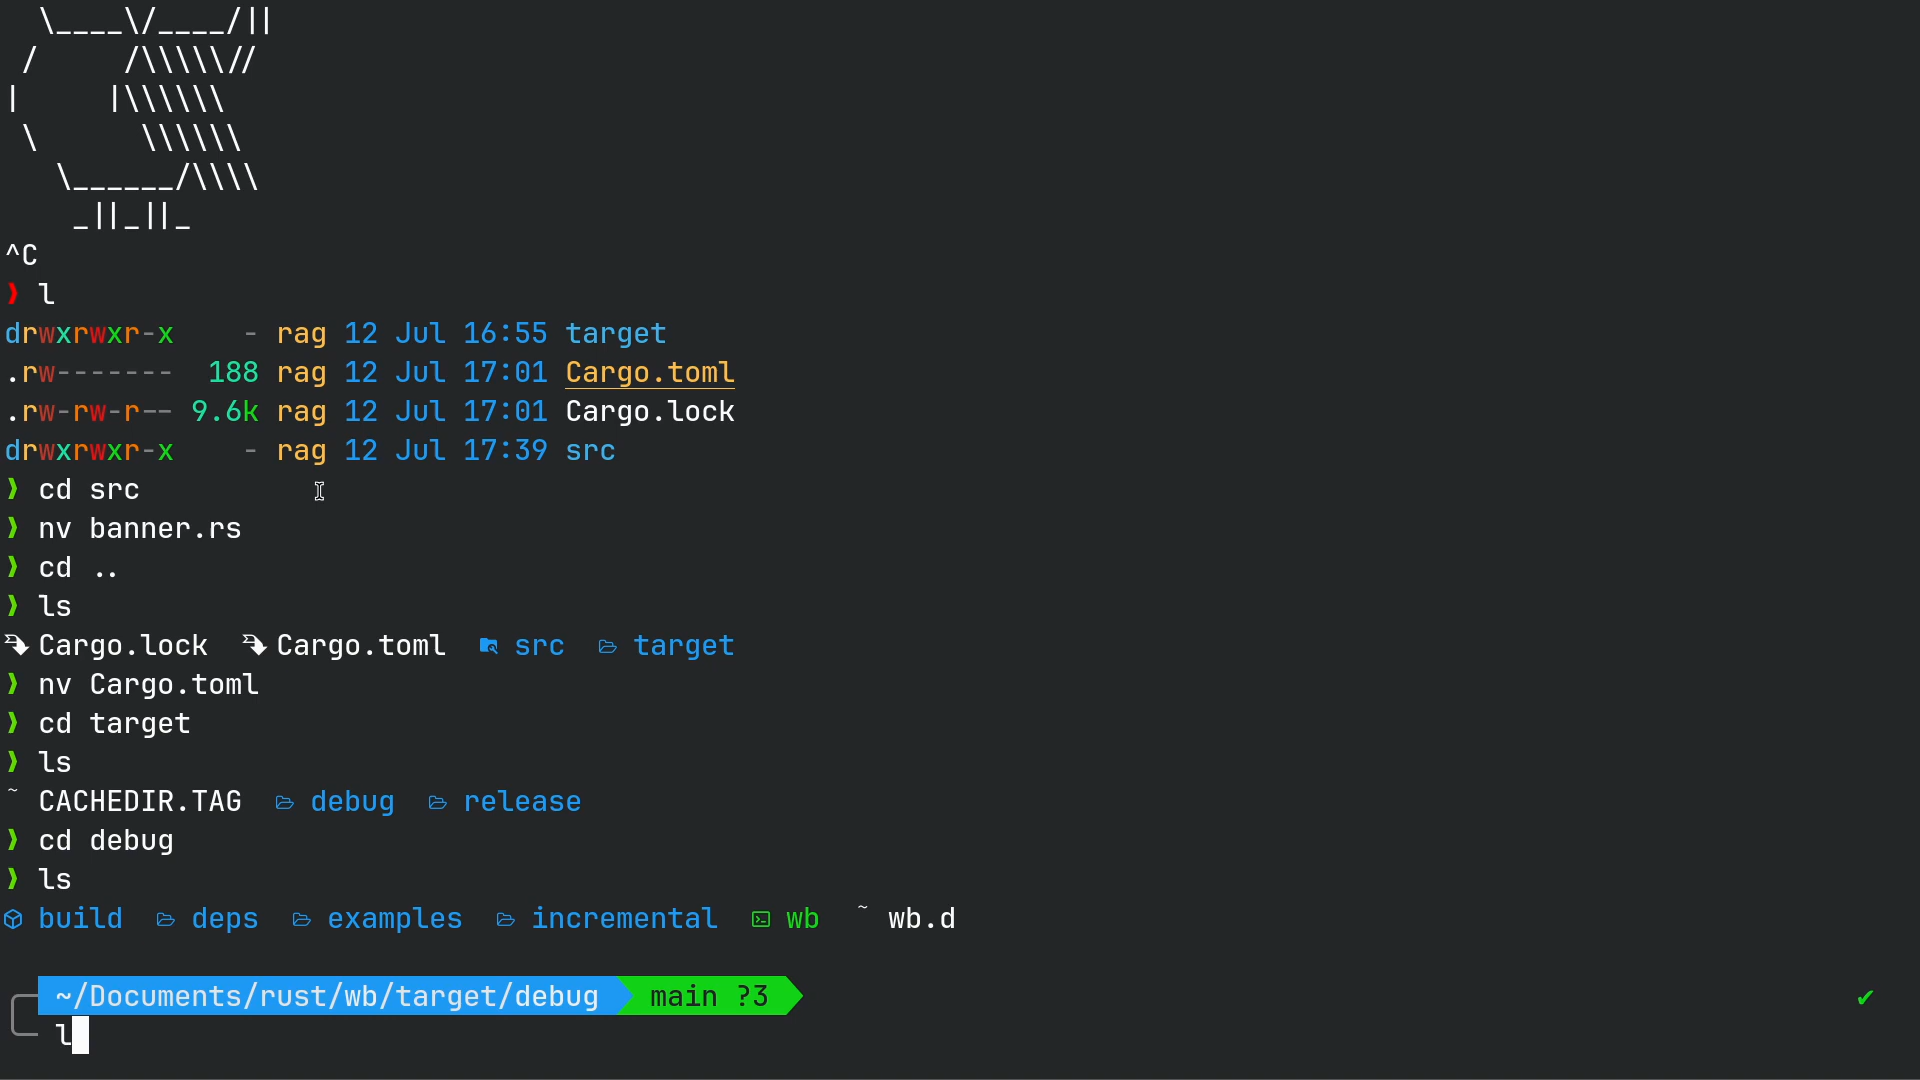 \____\/____/||
 /     /\\\\\//
|     |\\\\\\
 \      \\\\\\
   \______/\\\\
    _||_||_
^C
❱ l
drwxrwxr-x    - rag 12 Jul 16:55 target
.rw-------  188 rag 12 Jul 17:01 Cargo.toml
.rw-rw-r-- 9.6k rag 12 Jul 17:01 Cargo.lock
drwxrwxr-x    - rag 12 Jul 17:39 src
❱ cd src
❱ nv banner.rs
❱ cd ..
❱ ls
Cargo.lock  Cargo.toml  src  target
❱ nv Cargo.toml
❱ cd target
❱ ls
~ CACHEDIR.TAG  debug  release
❱ cd debug
❱ ls
build  deps  examples  incremental  wb  ~ wb.d
~/Documents/rust/wb/target/debug  main ?3  ✔
l